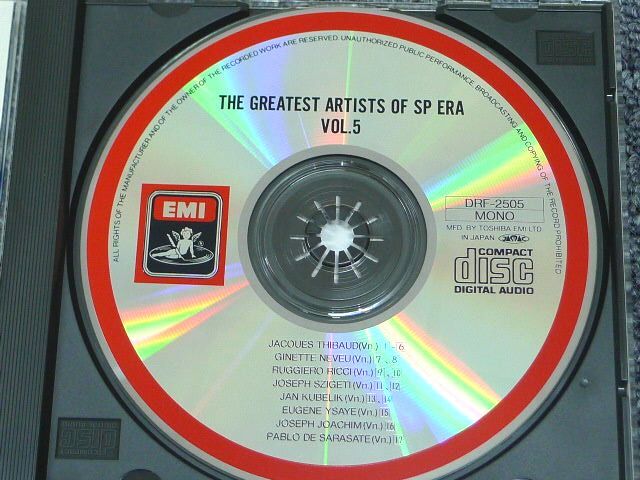 ALL RIGHTS OF THE MANUFACTURER AND OF THE OWNER OF THE RECORDED WORK ARE RESERVED. UNAUTHORIZED PUBLIC PERFORMANCE, BROADCASTING AND COPYING OF THE RECORD PROHIBITED
THE GREATEST ARTISTS OF SP ERA
VOL.5
EMI
DRF-2505
MONO
MFD. BY TOSHIBA EMI LTD
IN JAPAN
COMPACT
disc
DIGITAL AUDIO
JACQUES THIBAUD(Vn.) 1-6
GINETTE NEVEU(Vn.) 7、8
RUGGIERO RICCI(Vn.) 9、10
JOSEPH SZIGETI(Vn.) 11、12
JAN KUBELIK(Vn.) 13、14
EUGENE YSAYE(Vn.) 15
JOSEPH JOACHIM(Vn.) 16
PABLO DE SARASATE(Vn.) 17